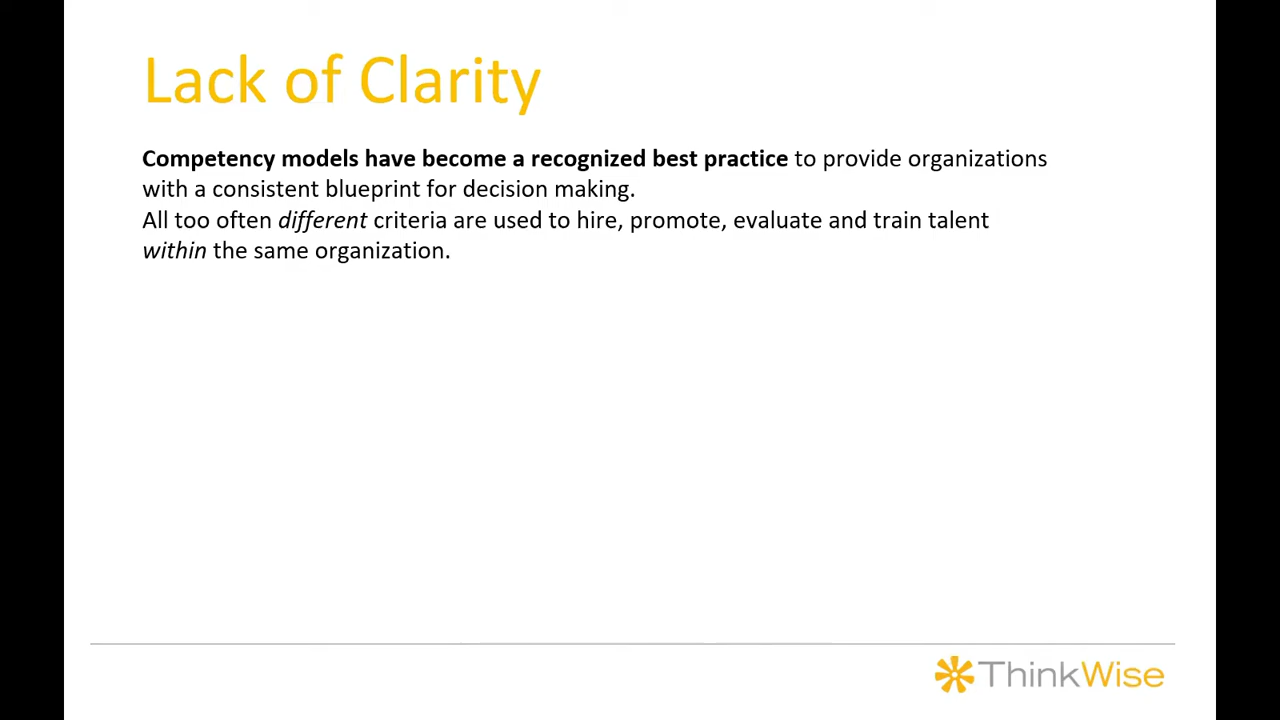 Lack of Clarity
Competency models have become a recognized best practice to provide organizations
with a consistent blueprint for decision making.
All too often different criteria are used to hire, promote, evaluate and train talent
within the same organization.
ThinkWise